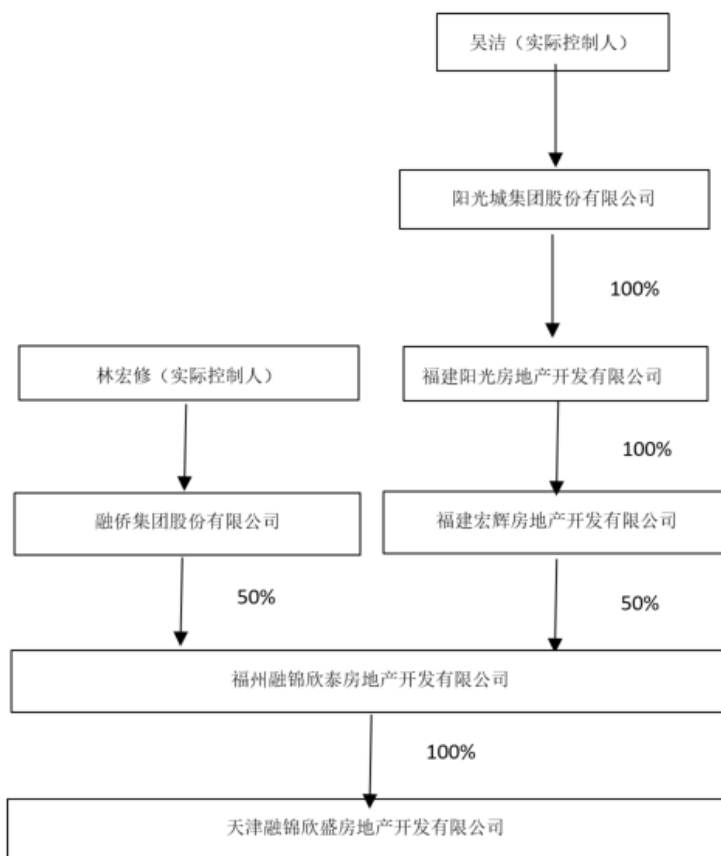 吴洁（实际控制人）
阳光城集团股份有限公司
100%
林宏修（实际控制人）
福建阳光房地产开发有限公司
100%
融侨集团股份有限公司
福建宏辉房地产开发有限公司
50%
50%
福州融锦欣泰房地产开发有限公司
100%
天津融锦欣盛房地产开发有限公司